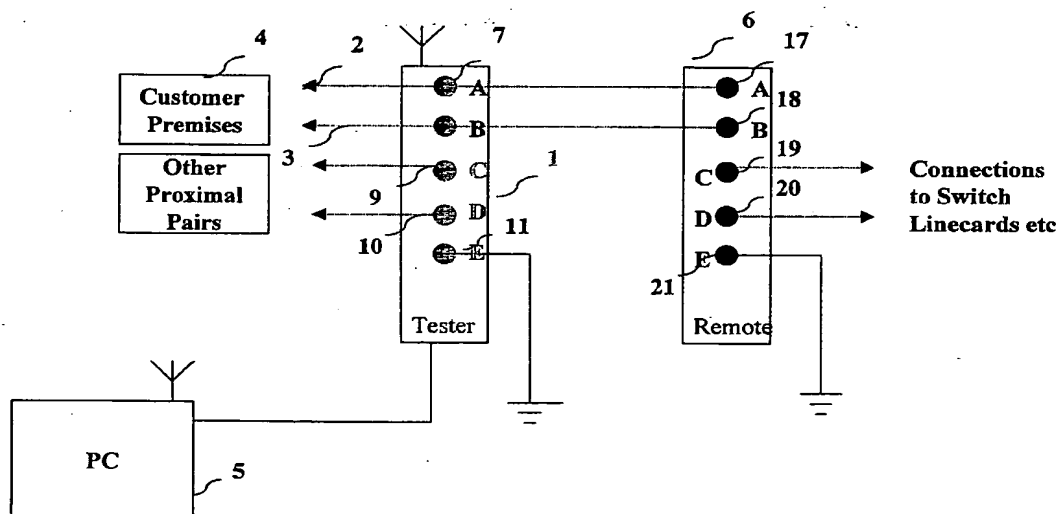 4
2
7
6
17
Customer
Premises
A
A
18
B
B
3
Other
Proximal
Pairs
9
C
1
C
19
Connections
to Switch
Linecards etc
10
D
11
D
20
E
E
21
Tester
Remote
PC
5